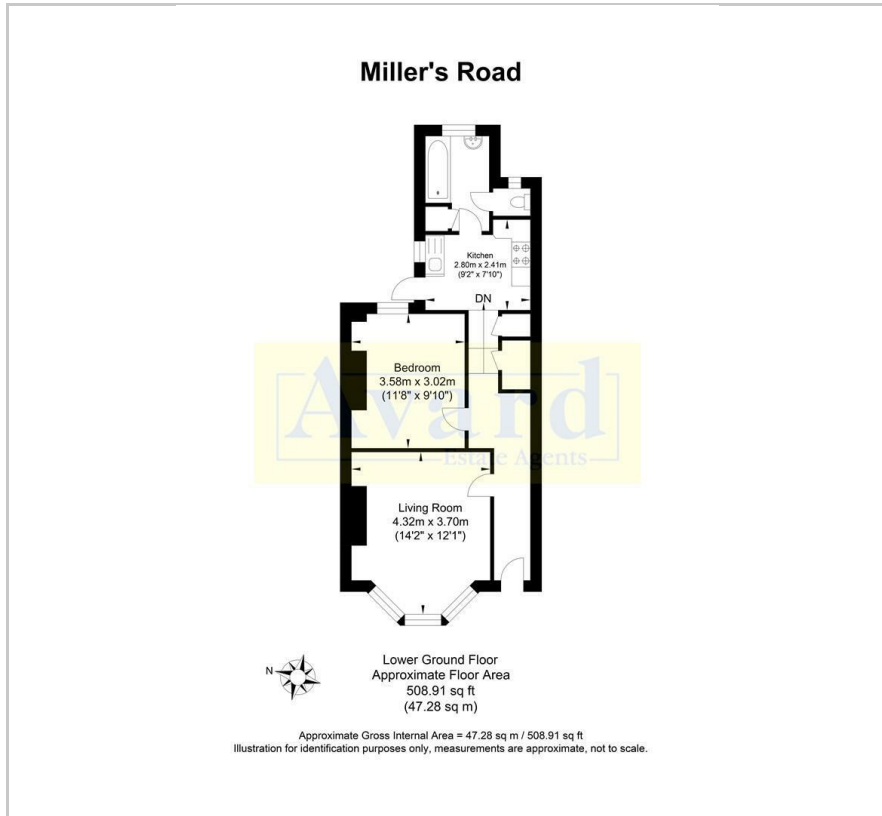 Miller's Road
Kitchen
2.80m x 2.41m
(9'2" x 7'10")
DN
Bedroom
3.58m x 3.02m
(11'8" x 9'10")
Avard
Estate Agents
Living Room
4.32m x 3.70m
(14'2" x 12'1")
N
Lower Ground Floor
Approximate Floor Area
508.91 sq ft
(47.28 sq m)
Approximate Gross Internal Area = 47.28 sq m / 508.91 sq ft
Illustration for identification purposes only, measurements are approximate, not to scale.